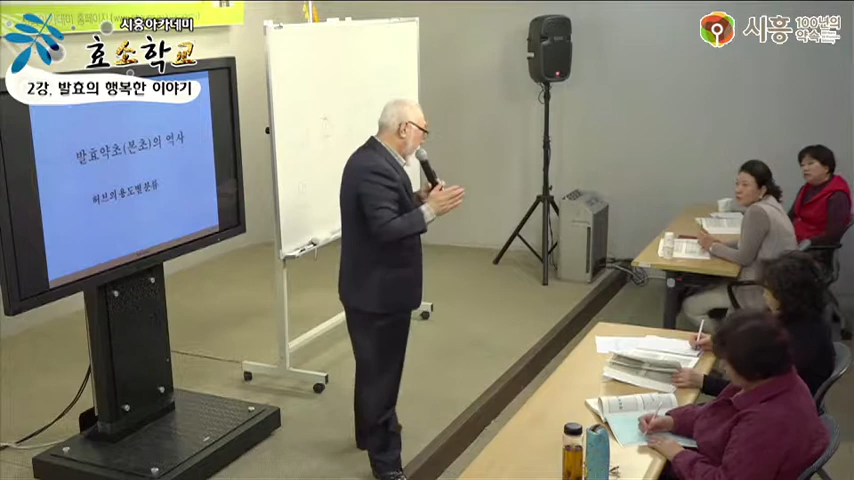 시흥아카데미
효소학교
2강. 발효의 행복한 이야기
시흥 100년의 약속
발효약초(본초)의 역사
허브의용도별분류